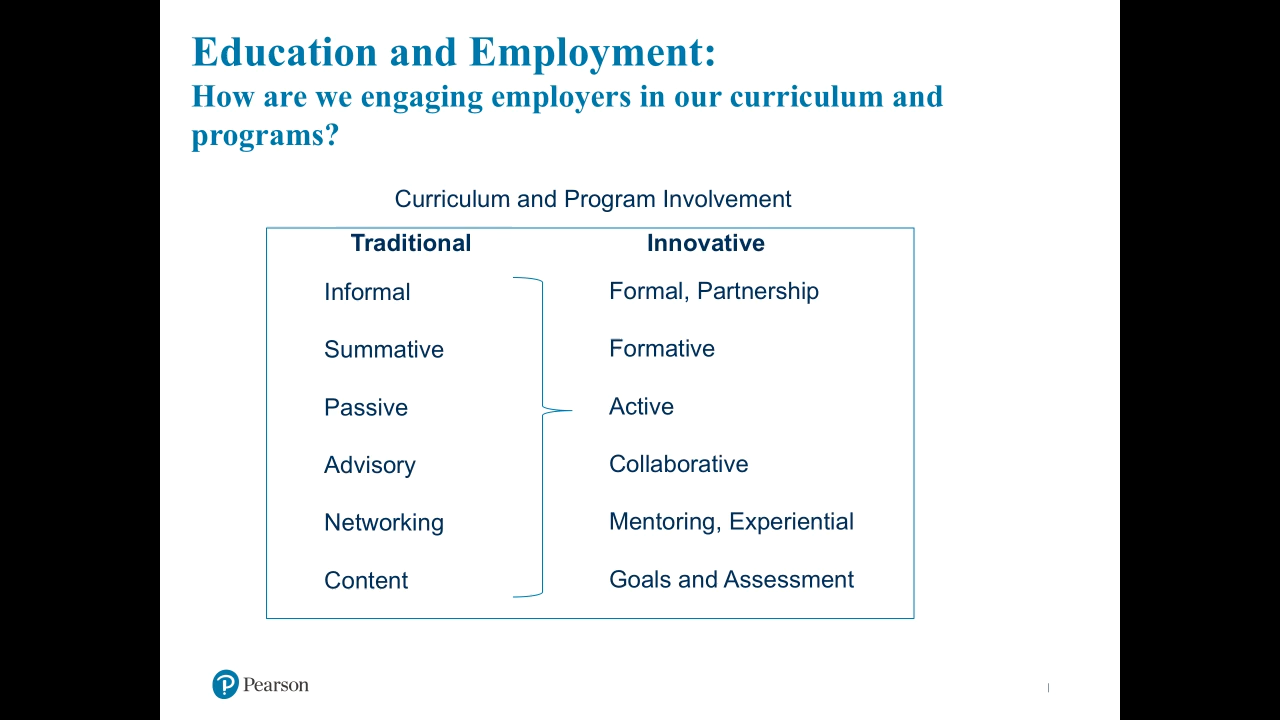 Education and Employment:
How are we engaging employers in our curriculum and
programs?
Curriculum and Program Involvement
Traditional Innovative
Informal Formal, Partnership
Summative Formative
Passive Active
Advisory Collaborative
Networking Mentoring, Experiential
Content Goals and Assessment
Pearson